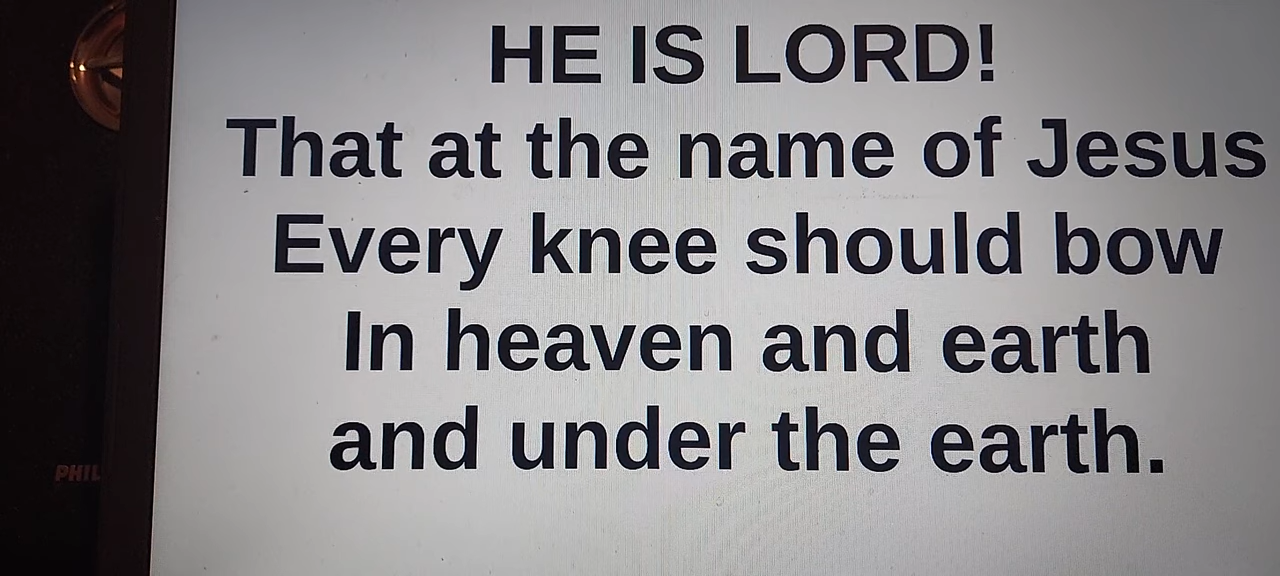 HE IS LORD!
That at the name of Jesus
Every knee should bow
In heaven and earth
and under the earth.
PHIL